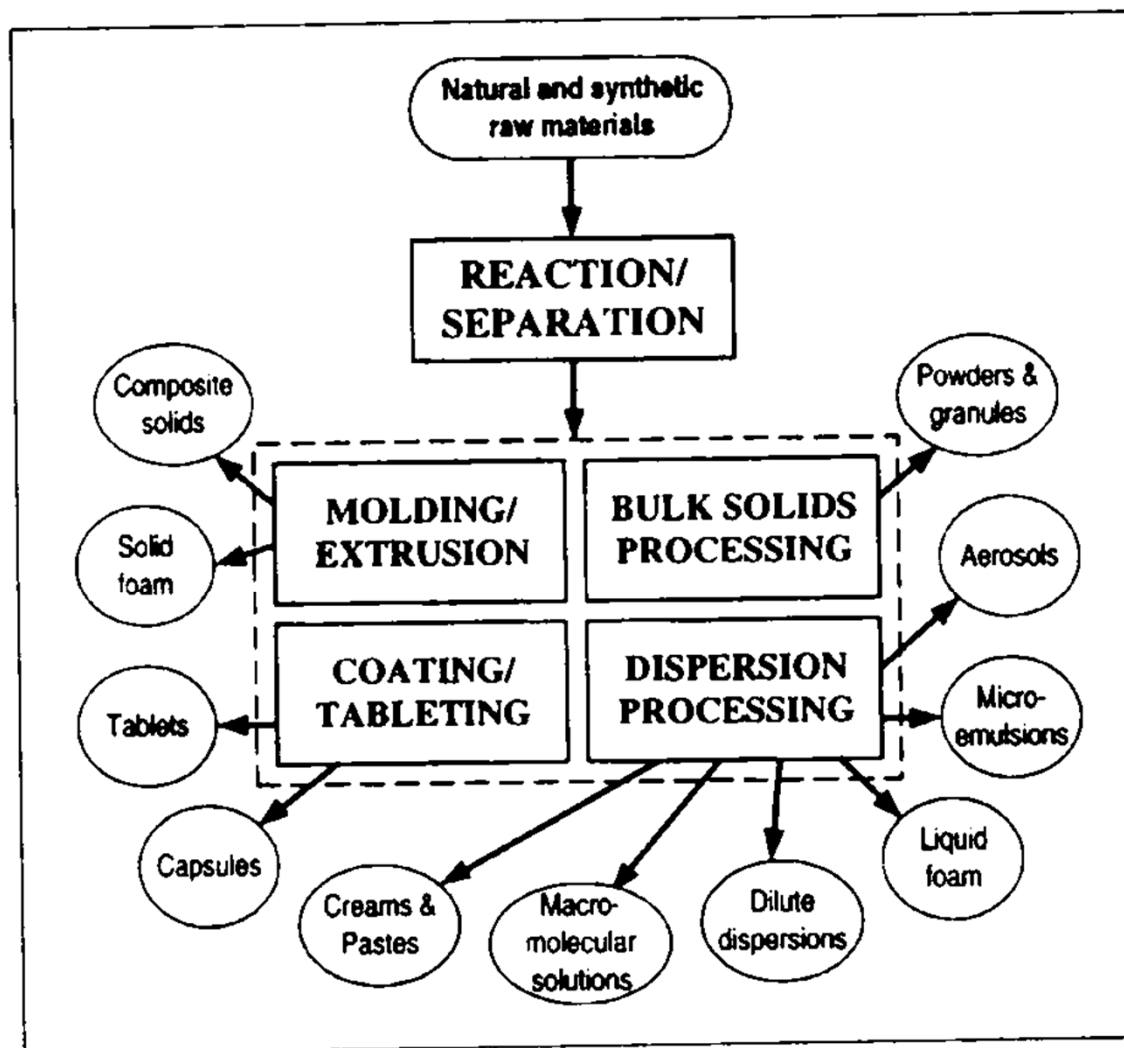 Natural and synthetic
raw materials
REACTION/
SEPARATION
Composite
solids
Powders &
granules
MOLDING/
EXTRUSION
BULK SOLIDS
PROCESSING
Solid
foam
Aerosols
COATING/
TABLETING
DISPERSION
PROCESSING
Tablets
Micro-
emulsions
Capsules
Liquid
foam
Creams &
Pastes
Macro-
molecular
solutions
Dilute
dispersions